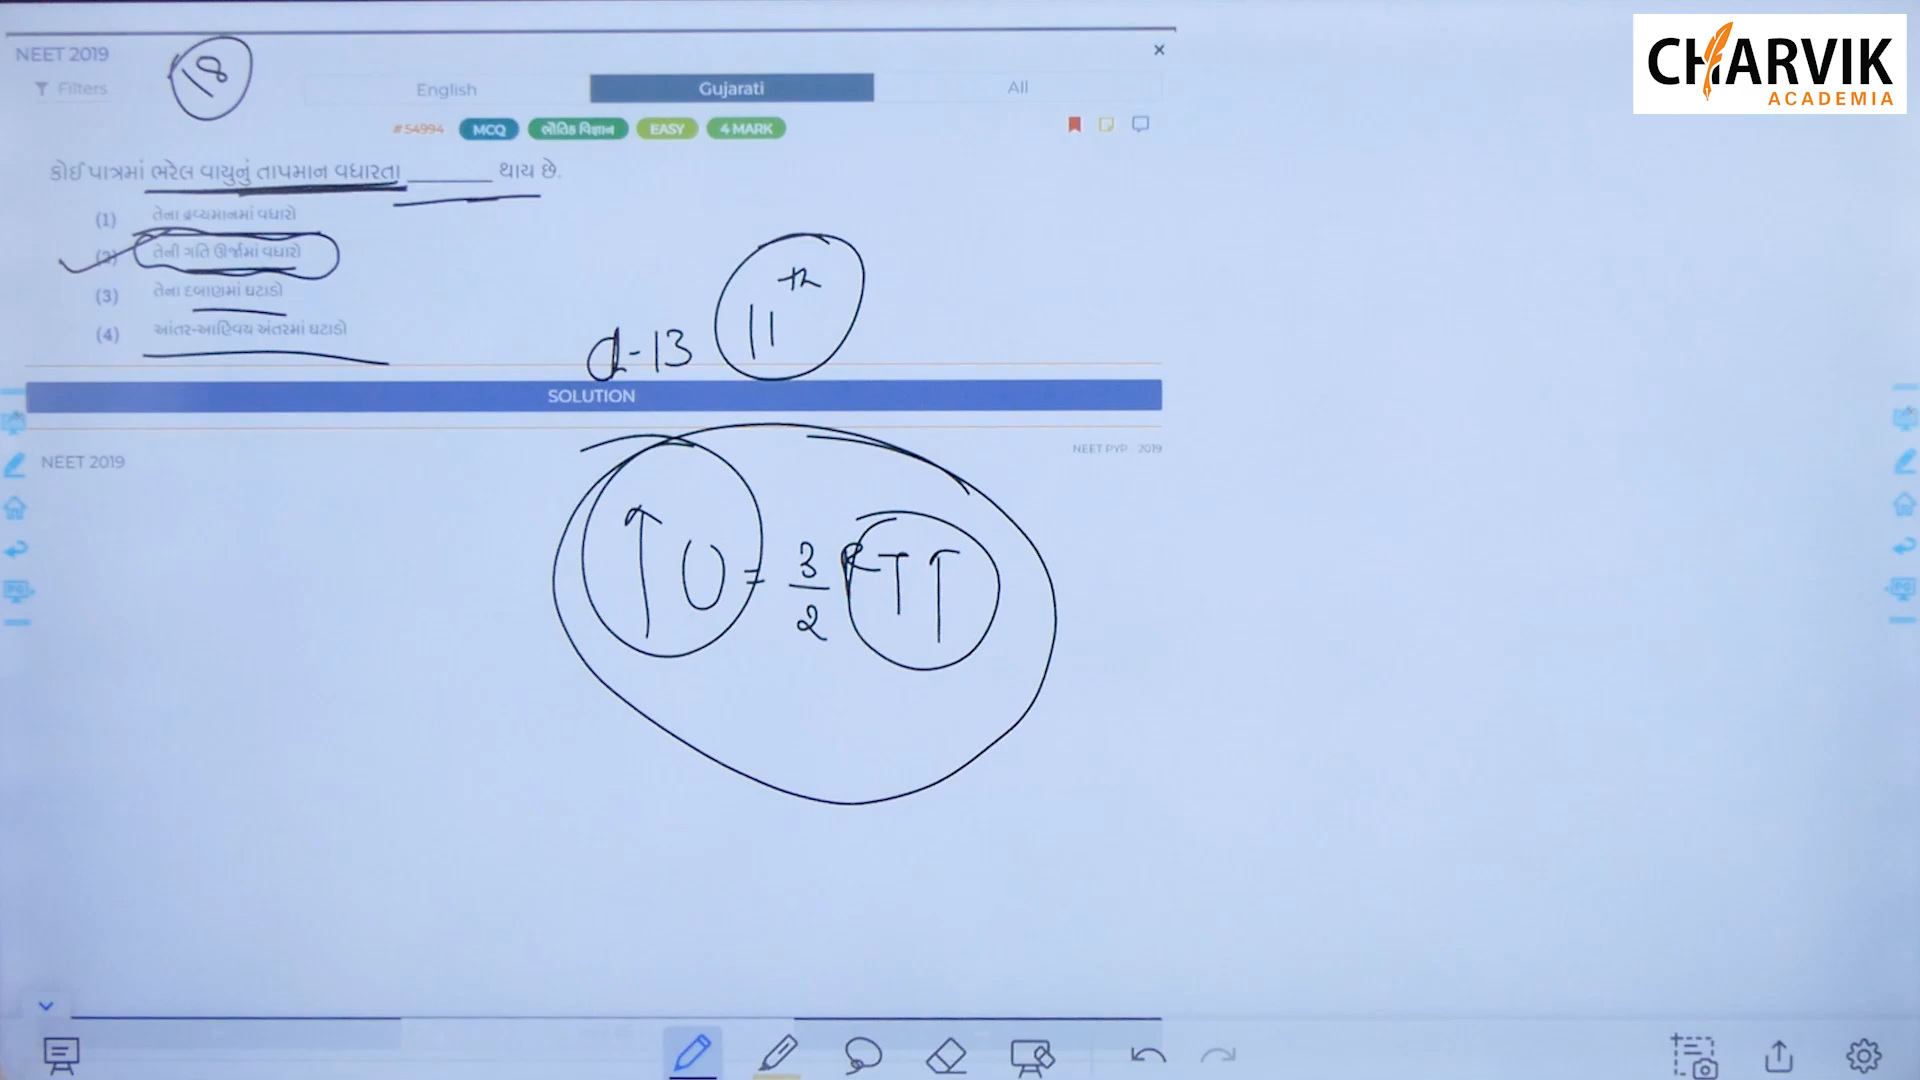 CHARVIK
ACADEMIA
NEET 2019
18
Filters
English
Gujarati
All
#54994
MCQ
ભૌતિક વિજ્ઞાન
EASY
4 MARK
કોઈ પાત્રમાં ભરેલ વાયુનું તાપમાન વધારતા ________ થાય છે.
(1) તેના દ્રવ્યમાનમાં વધારો
(2) તેની ગતિ ઊર્જામાં વધારો
(3) તેના દબાણમાં ઘટાડો
(4) આંતર-આણ્વિય અંતરમાં ઘટાડો
-13
11th
SOLUTION
NEET 2019
NEET PYP 2019
↑ U = 3/2 RT ↑